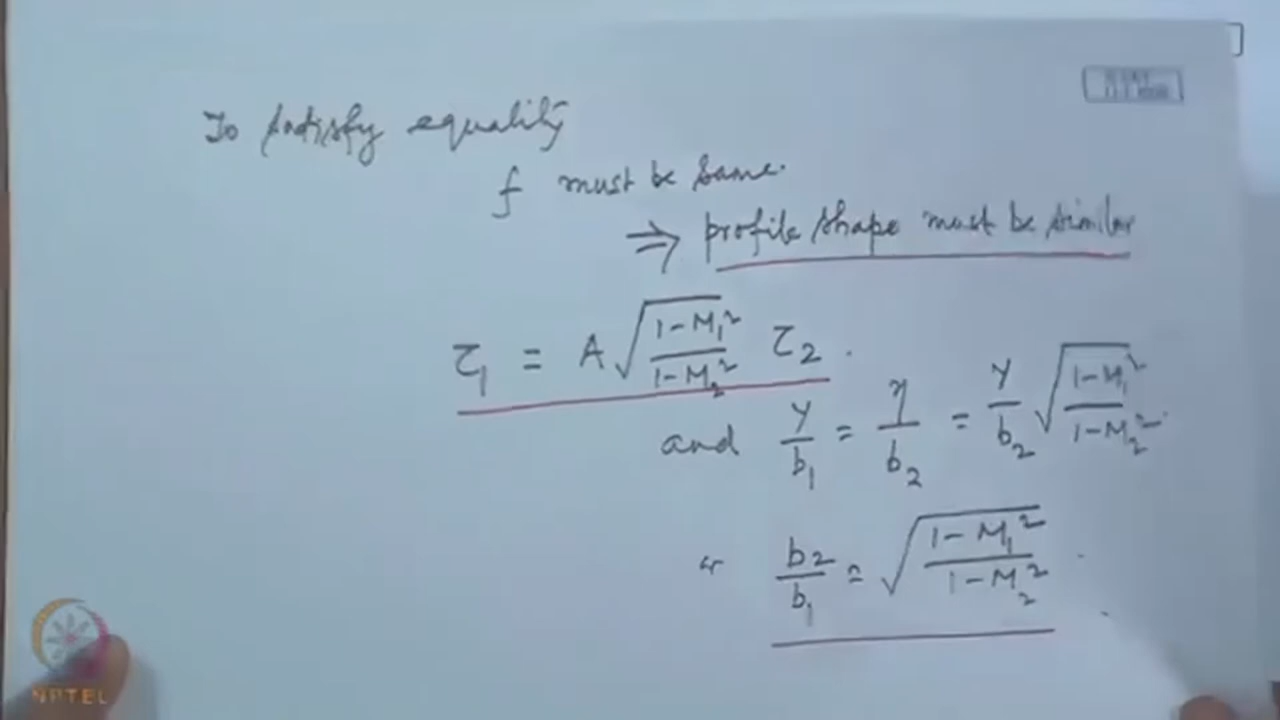 To satisfy equality
f must be same.
⇒ profile shape must be similar
τ₁ = A √((1-M₁²)/(1-M₂²)) τ₂ .
and y/b₁ = η/b₂ = y/b₂ √((1-M₁²)/(1-M₂²)).
or b₂/b₁ = √((1-M₁²)/(1-M₂²)) .
NPTEL